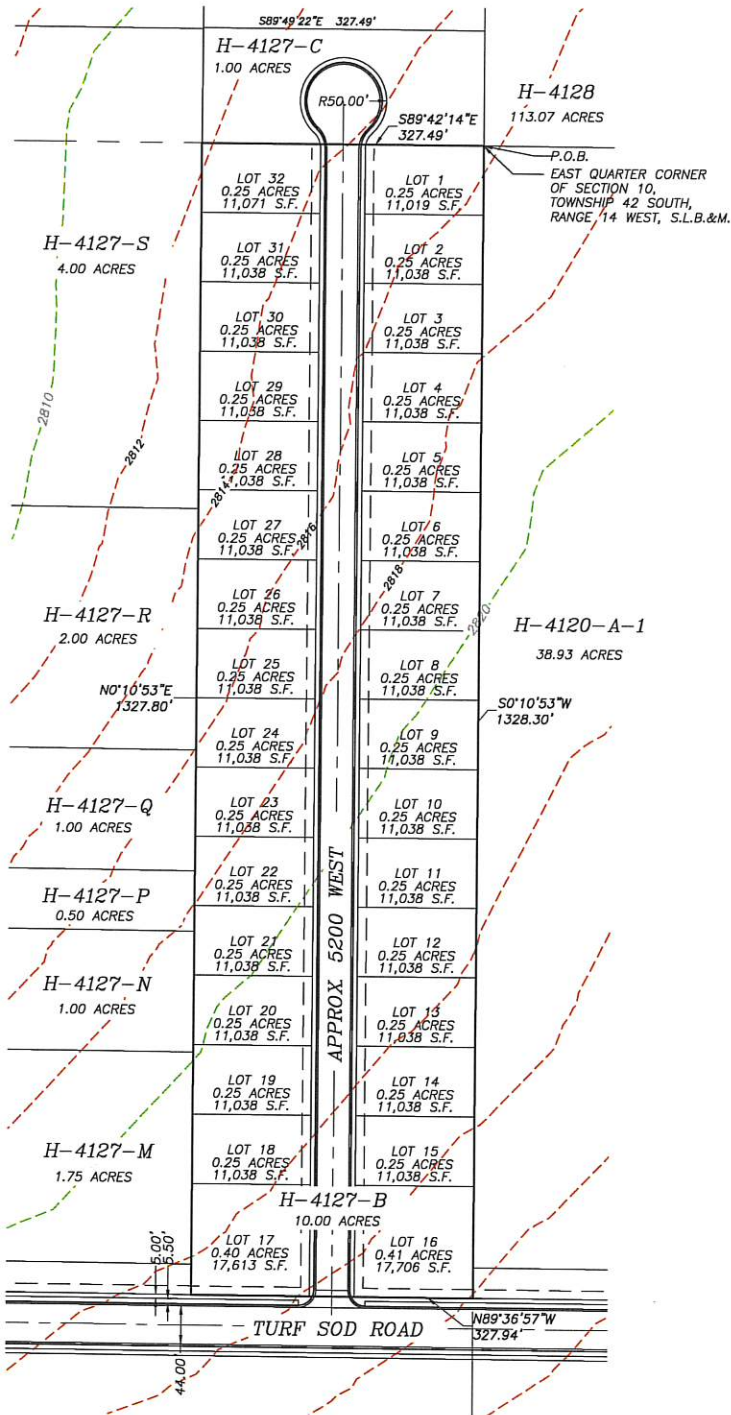 S89°49'22"E 327.49'
H-4127-C
1.00 ACRES
R50.00'
S89°42'14"E
327.49'
H-4128
113.07 ACRES
P.O.B.
EAST QUARTER CORNER
OF SECTION 10,
TOWNSHIP 42 SOUTH,
RANGE 14 WEST, S.L.B.&M.
LOT 32
0.25 ACRES
11,071 S.F.
LOT 1
0.25 ACRES
11,019 S.F.
H-4127-S
4.00 ACRES
LOT 31
0.25 ACRES
11,038 S.F.
LOT 2
0.25 ACRES
11,038 S.F.
LOT 30
0.25 ACRES
11,038 S.F.
LOT 3
0.25 ACRES
11,038 S.F.
LOT 29
0.25 ACRES
11,038 S.F.
LOT 4
0.25 ACRES
11,038 S.F.
2810
2812
LOT 28
0.25 ACRES
11,038 S.F.
LOT 5
0.25 ACRES
11,038 S.F.
2814
LOT 27
0.25 ACRES
11,038 S.F.
2816
LOT 6
0.25 ACRES
11,038 S.F.
2818
H-4127-R
2.00 ACRES
LOT 26
0.25 ACRES
11,038 S.F.
LOT 7
0.25 ACRES
11,038 S.F.
2820
H-4120-A-1
38.93 ACRES
N0°10'53"E
1327.80'
LOT 25
0.25 ACRES
11,038 S.F.
LOT 8
0.25 ACRES
11,038 S.F.
S0°10'53"W
1328.30'
LOT 24
0.25 ACRES
11,038 S.F.
LOT 9
0.25 ACRES
11,038 S.F.
H-4127-Q
1.00 ACRES
LOT 23
0.25 ACRES
11,038 S.F.
LOT 10
0.25 ACRES
11,038 S.F.
H-4127-P
0.50 ACRES
LOT 22
0.25 ACRES
11,038 S.F.
LOT 11
0.25 ACRES
11,038 S.F.
APPROX 5200 WEST
H-4127-N
1.00 ACRES
LOT 21
0.25 ACRES
11,038 S.F.
LOT 12
0.25 ACRES
11,038 S.F.
LOT 20
0.25 ACRES
11,038 S.F.
LOT 13
0.25 ACRES
11,038 S.F.
LOT 19
0.25 ACRES
11,038 S.F.
LOT 14
0.25 ACRES
11,038 S.F.
H-4127-M
1.75 ACRES
LOT 18
0.25 ACRES
11,038 S.F.
LOT 15
0.25 ACRES
11,038 S.F.
H-4127-B
10.00 ACRES
LOT 17
0.40 ACRES
17,613 S.F.
LOT 16
0.41 ACRES
17,706 S.F.
5.50'
N89°36'57"W
327.94'
TURF SOD ROAD
44.00